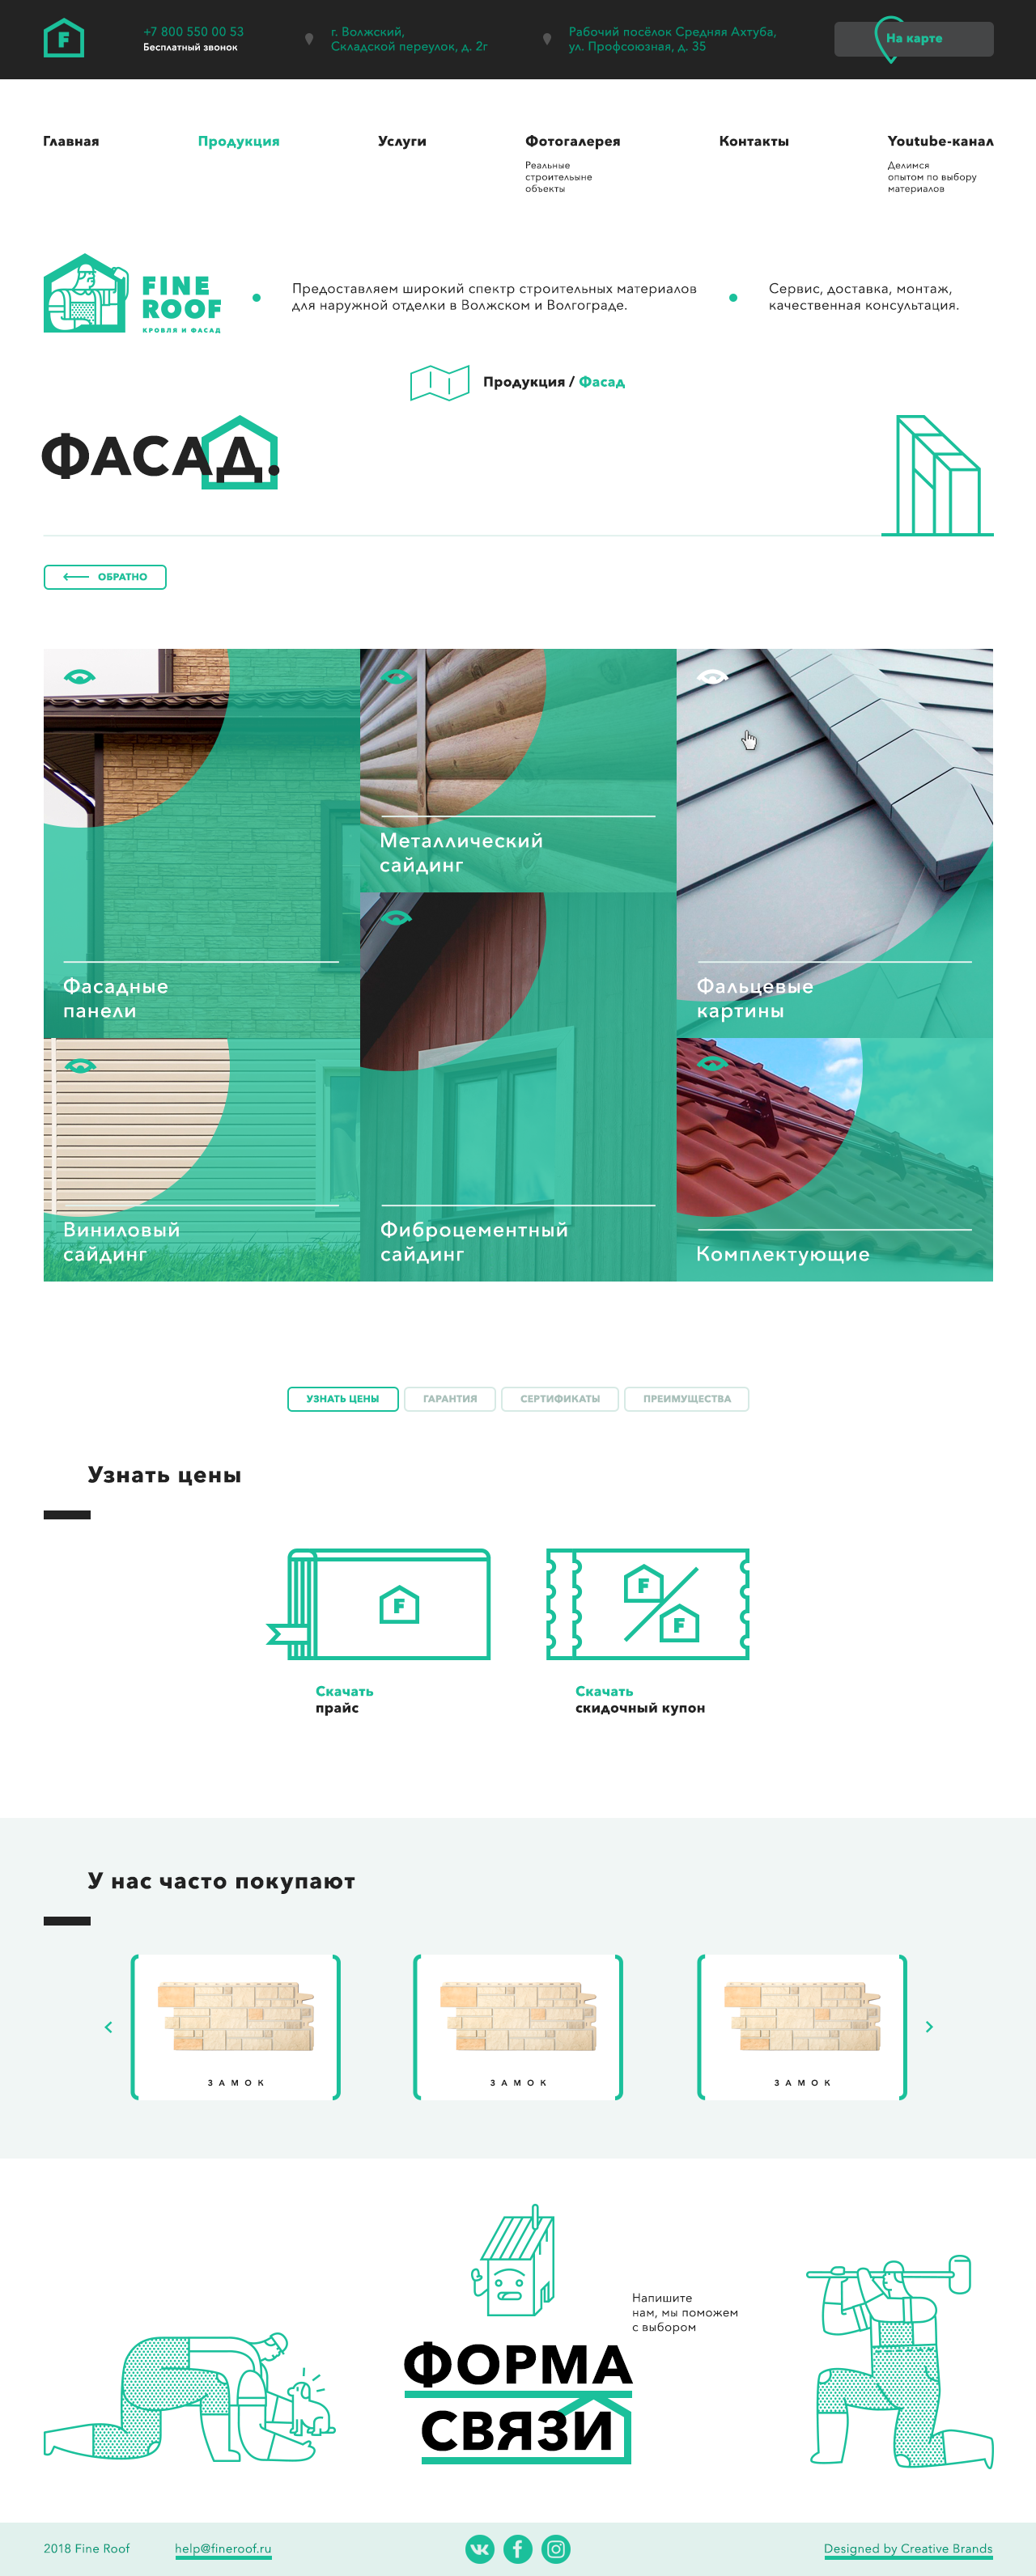 F
+7 800 550 00 53
Бесплатный звонок
г. Волжский,
Складской переулок, д. 2г
Рабочий посёлок Средняя Ахтуба,
ул. Профсоюзная, д. 35
На карте
Главная
Продукция
Услуги
Фотогалерея
Реальные
строительные
объекты
Контакты
Youtube-канал
Делимся
опытом по выбору
материалов
FINE
ROOF
КРОВЛЯ И ФАСАД
Предоставляем широкий спектр строительных материалов
для наружной отделки в Волжском и Волгограде.
Сервис, доставка, монтаж,
качественная консультация.
Продукция / Фасад
ФАСАД.
ОБРАТНО
Фасадные
панели
Металлический
сайдинг
Фальцевые
картины
Виниловый
сайдинг
Фиброцементный
сайдинг
Комплектующие
УЗНАТЬ ЦЕНЫ
ГАРАНТИЯ
СЕРТИФИКАТЫ
ПРЕИМУЩЕСТВА
Узнать цены
F
F
F
Скачать
прайс
Скачать
скидочный купон
У нас часто покупают
ЗАМОК
ЗАМОК
ЗАМОК
Напишите
нам, мы поможем
с выбором
ФОРМА
СВЯЗИ
2018 Fine Roof
help@fineroof.ru
Designed by Creative Brands